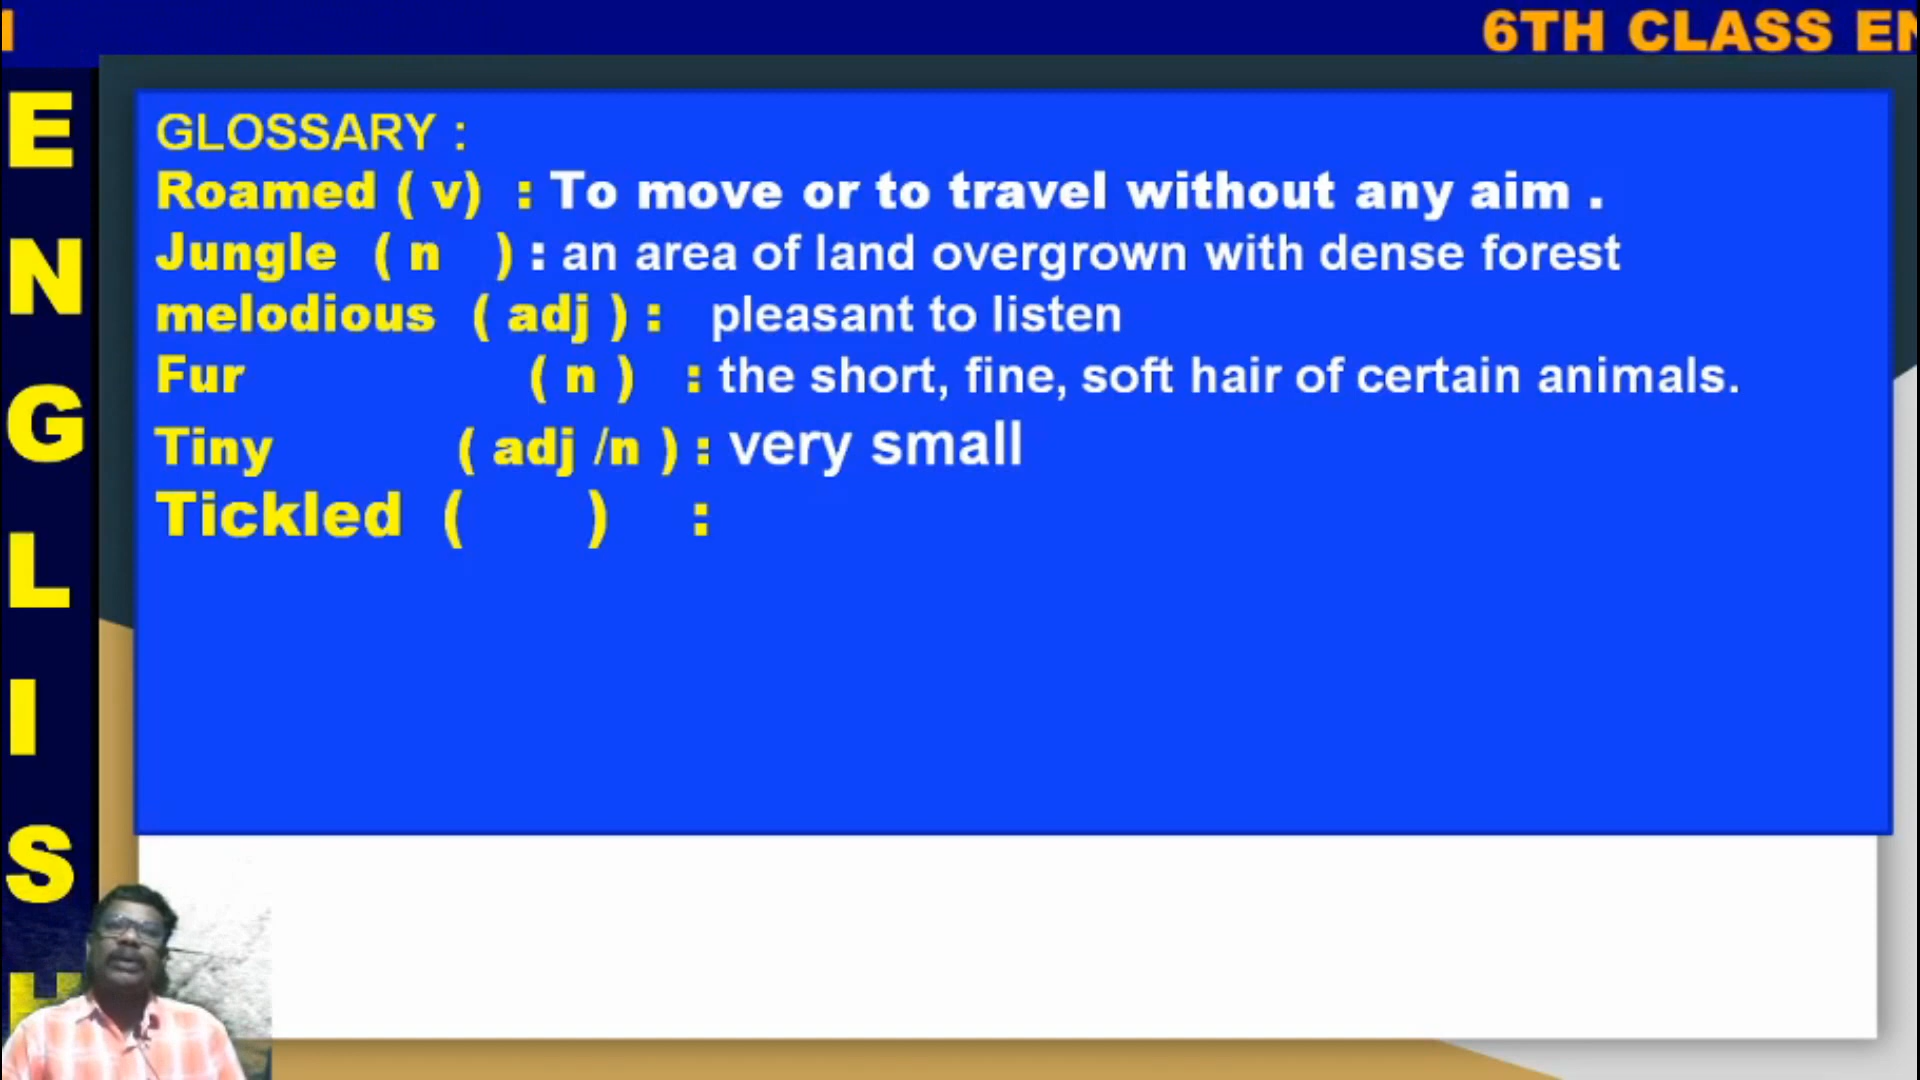 6TH CLASS EN
ENGLISH
GLOSSARY :
Roamed ( v) : To move or to travel without any aim .
Jungle ( n ) : an area of land overgrown with dense forest
melodious ( adj ) : pleasant to listen
Fur ( n ) : the short, fine, soft hair of certain animals.
Tiny ( adj /n ) : very small
Tickled ( ) :